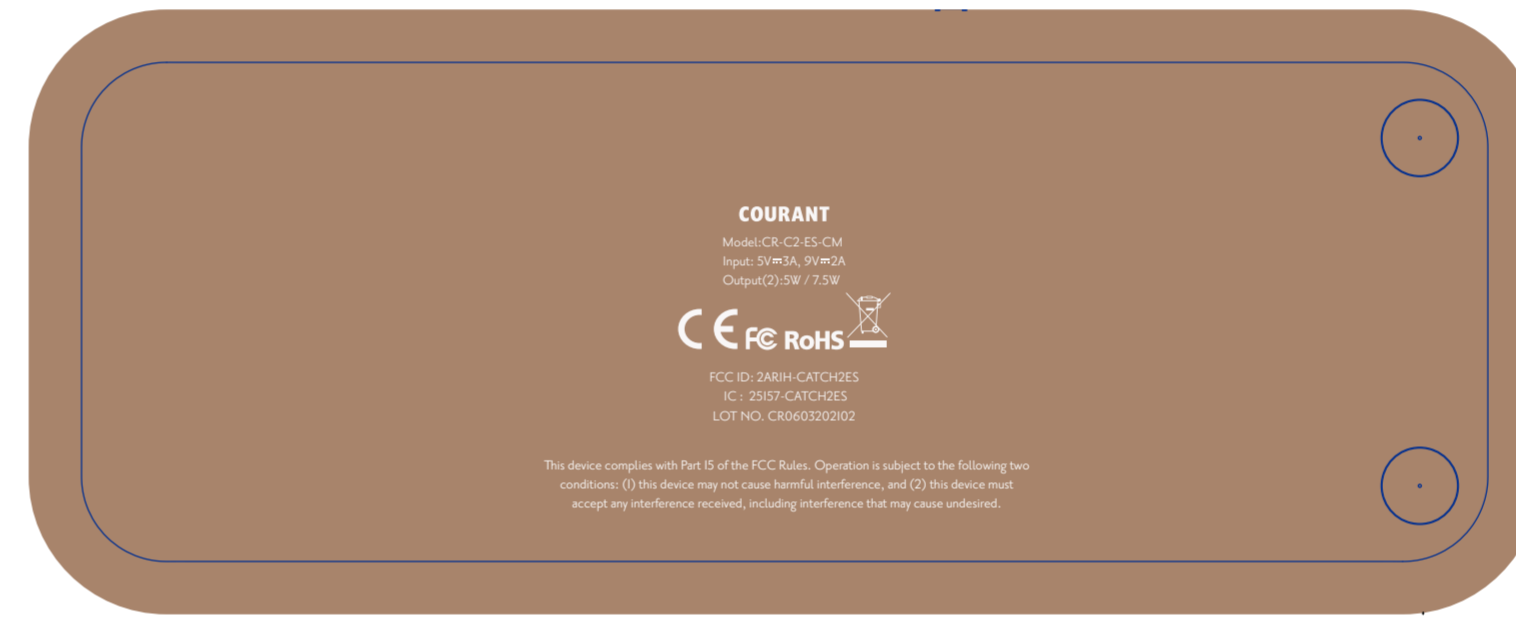 COURANT
Model:CR-C2-ES-CM
Input: 5V⎓3A, 9V⎓2A
Output(2):5W / 7.5W
CE FC RoHS
FCC ID: 2ARIH-CATCH2ES
IC : 25157-CATCH2ES
LOT NO. CR0603202102
This device complies with Part 15 of the FCC Rules. Operation is subject to the following two
conditions: (1) this device may not cause harmful interference, and (2) this device must
accept any interference received, including interference that may cause undesired.